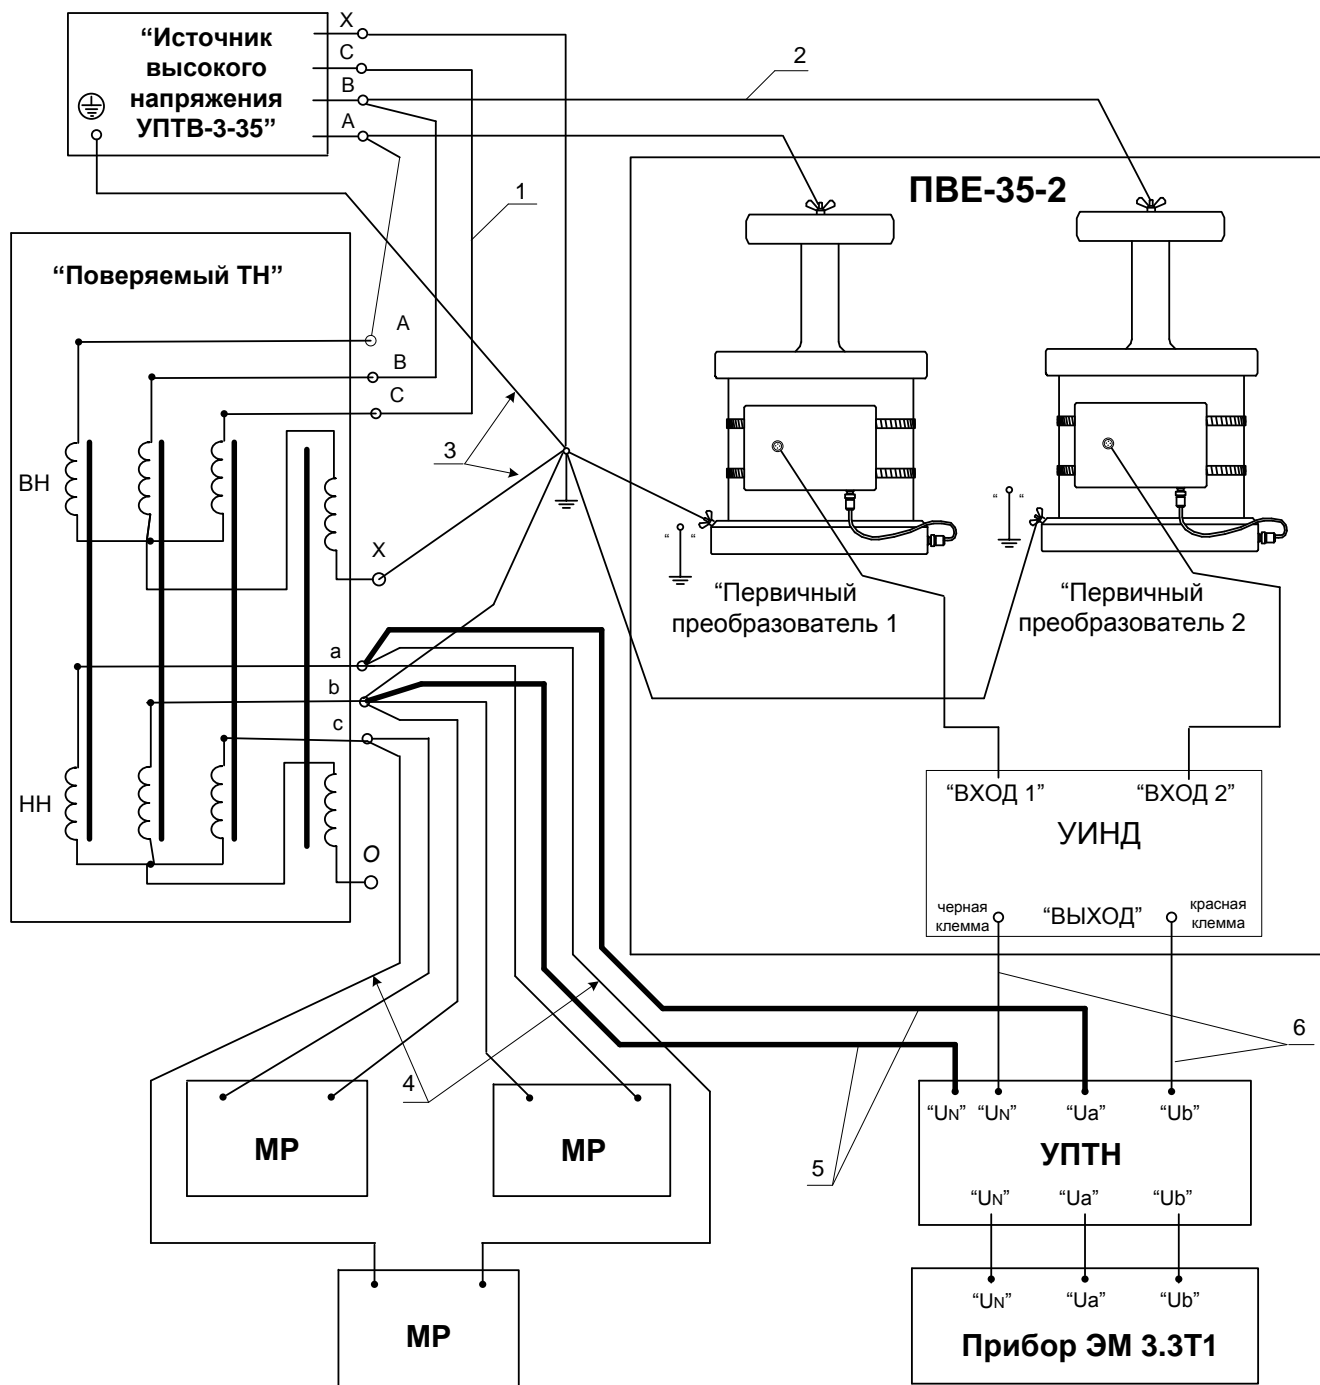 “Источник
высокого
напряжения
УПТВ-3-35”
X
C
B
A
2
1
ПВЕ-35-2
“Поверяемый ТН”
A
B
C
3
ВН
X
“ “
“ “
“Первичный
преобразователь 1
“Первичный
преобразователь 2
a
b
c
НН
O
“ВХОД 1”
“ВХОД 2”
УИНД
черная
клемма
“ВЫХОД”
красная
клемма
4
5
6
МР
МР
МР
“UN”
“UN”
“Ua”
“Ub”
УПТН
“UN”
“Ua”
“Ub”
“UN”
“Ua”
“Ub”
Прибор ЭМ 3.3Т1